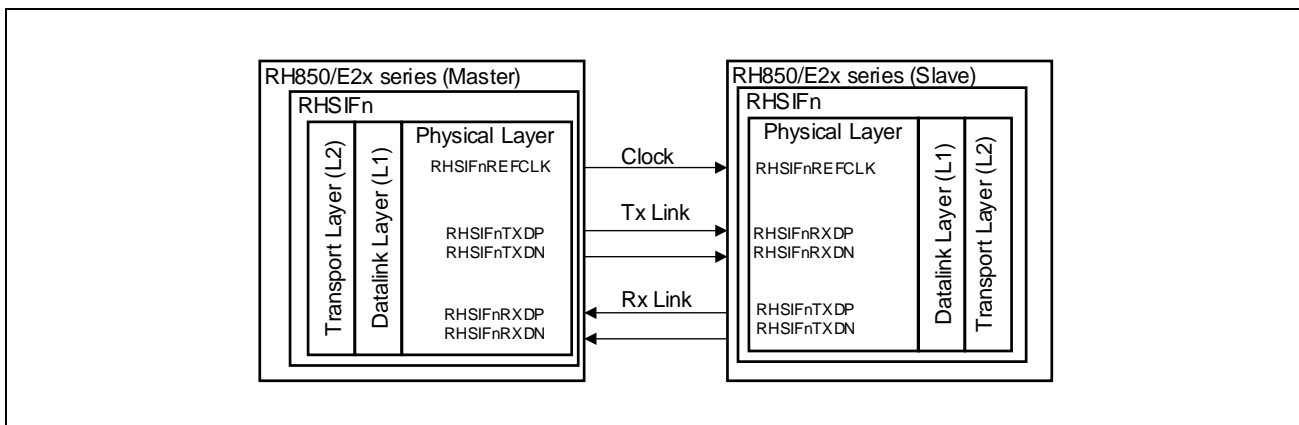 RH850/E2x series (Master)
RHSIFn
Transport Layer (L2)
Datalink Layer (L1)
Physical Layer
RHSIFnREFCLK
RHSIFnTXDP
RHSIFnTXDN
RHSIFnRXDP
RHSIFnRXDN
Clock
Tx Link
Rx Link
RH850/E2x series (Slave)
RHSIFn
Physical Layer
RHSIFnREFCLK
RHSIFnRXDP
RHSIFnRXDN
RHSIFnTXDP
RHSIFnTXDN
Datalink Layer (L1)
Transport Layer (L2)